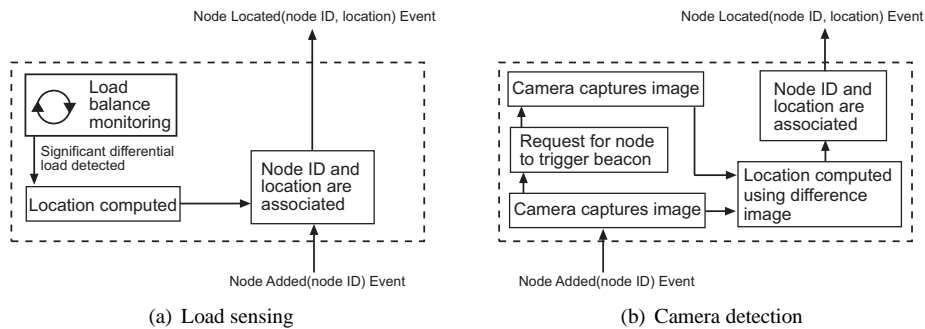 Node Located(node ID, location) Event
Load
balance
monitoring
Significant differential
load detected
Location computed
Node ID and
location are
associated
Node Added(node ID) Event
(a) Load sensing
Node Located(node ID, location) Event
Camera captures image
Request for node
to trigger beacon
Camera captures image
Node ID and
location are
associated
Location computed
using difference
image
Node Added(node ID) Event
(b) Camera detection